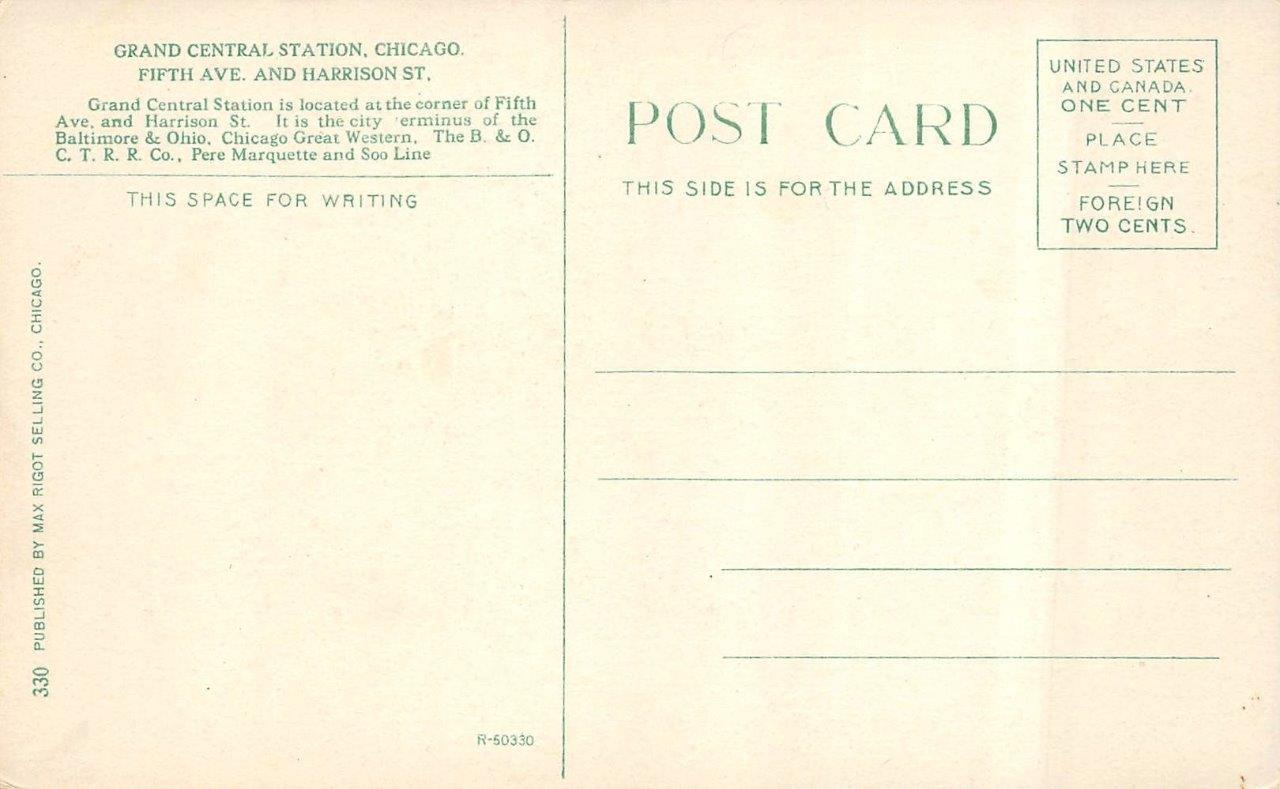 GRAND CENTRAL STATION, CHICAGO.
FIFTH AVE. AND HARRISON ST.
Grand Central Station is located at the corner of Fifth
Ave, and Harrison St. It is the city erminus of the
Baltimore & Ohio, Chicago Great Western, The B. & O.
C. T. R. R. Co., Pere Marquette and Soo Line
THIS SPACE FOR WRITING
330 PUBLISHED BY MAX RIGOT SELLING CO., CHICAGO.
R-50330
POST CARD
THIS SIDE IS FOR THE ADDRESS
UNITED STATES
AND CANADA.
ONE CENT
PLACE
STAMP HERE
FOREIGN
TWO CENTS.